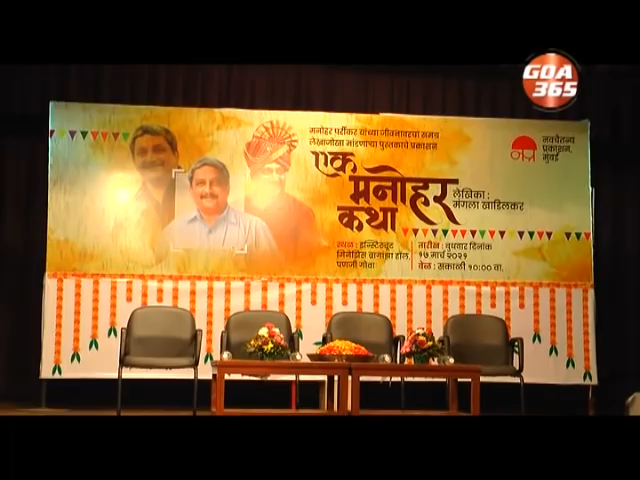 GOA
365
मनोहर पर्रीकर यांच्या जीवनावरचा समग्र
लेखाजोखा मांडणाऱ्या पुस्तकाचे प्रकाशन
एक
मनोहर
कथा
लेखिका :
मंगला खाडिलकर
नवचैतन्य
प्रकाशन,
मुंबई
स्थळ : इन्स्टिट्यूट
मिनेझिस ब्रागांझा हॉल,
पणजी गोवा
तारीख : बुधवार दिनांक
१७ मार्च २०२१
वेळ : सकाळी १०:०० वा.